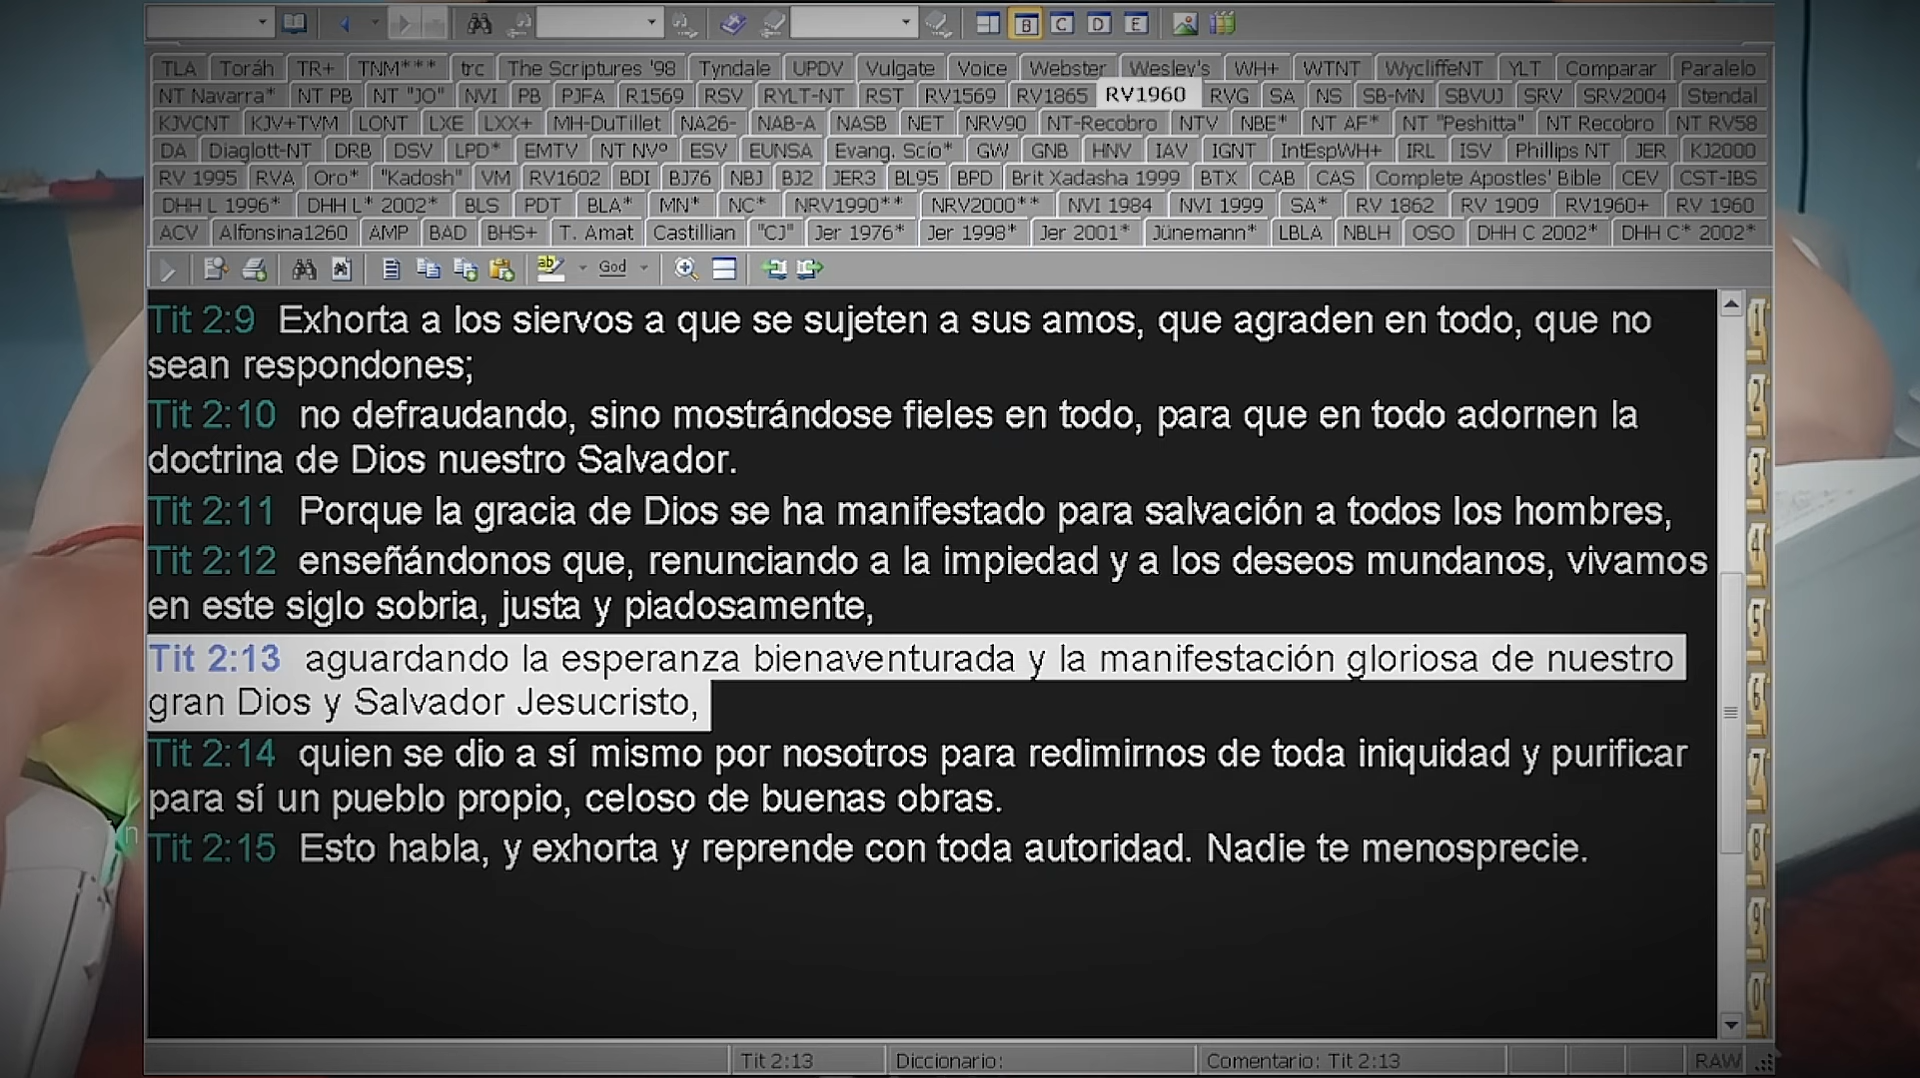 B C D E
TLA Toráh TR+ TNM*** trc The Scriptures '98 Tyndale UPDV Vulgate Voice Webster Wesley's WH+ WTNT WycliffeNT YLT Comparar Paralelo
NT Navarra* NT PB NT "JO" NVI PB PJFA R1569 RSV RYLT-NT RST RV1569 RV1865 RV1960 RVG SA NS SB-MN SBVUJ SRV SRV2004 Stendal
KJVCNT KJV+TVM LONT LXE LXX+ MH-DuTillet NA26- NAB-A NASB NET NRV90 NT-Recobro NTV NBE* NT AF* NT "Peshitta" NT Recobro NT RV58
DA Diaglott-NT DRB DSV LPD* EMTV NT NVº ESV EUNSA Evang. Scío* GW GNB HNV IAV IGNT IntEspWH+ IRL ISV Phillips NT JER KJ2000
RV 1995 RVA Oro* "Kadosh" VM RV1602 BDI BJ76 NBJ BJ2 JER3 BL95 BPD Brit Xadasha 1999 BTX CAB CAS Complete Apostles' Bible CEV CST-IBS
DHH L 1996* DHH L* 2002* BLS PDT BLA* MN* NC* NRV1990** NRV2000** NVI 1984 NVI 1999 SA* RV 1862 RV 1909 RV1960+ RV 1960
ACV Alfonsina1260 AMP BAD BHS+ T. Amat Castillian "CJ" Jer 1976* Jer 1998* Jer 2001* Jünemann* LBLA NBLH OSO DHH C 2002* DHH C* 2002*
ab God
Tit 2:9 Exhorta a los siervos a que se sujeten a sus amos, que agraden en todo, que no
sean respondones;
Tit 2:10 no defraudando, sino mostrándose fieles en todo, para que en todo adornen la
doctrina de Dios nuestro Salvador.
Tit 2:11 Porque la gracia de Dios se ha manifestado para salvación a todos los hombres,
Tit 2:12 enseñándonos que, renunciando a la impiedad y a los deseos mundanos, vivamos
en este siglo sobria, justa y piadosamente,
Tit 2:13 aguardando la esperanza bienaventurada y la manifestación gloriosa de nuestro
gran Dios y Salvador Jesucristo,
Tit 2:14 quien se dio a sí mismo por nosotros para redimirnos de toda iniquidad y purificar
para sí un pueblo propio, celoso de buenas obras.
Tit 2:15 Esto habla, y exhorta y reprende con toda autoridad. Nadie te menosprecie.
1
2
3
4
5
6
7
8
9
0
Tit 2:13 Diccionario: Comentario: Tit 2:13 RAW